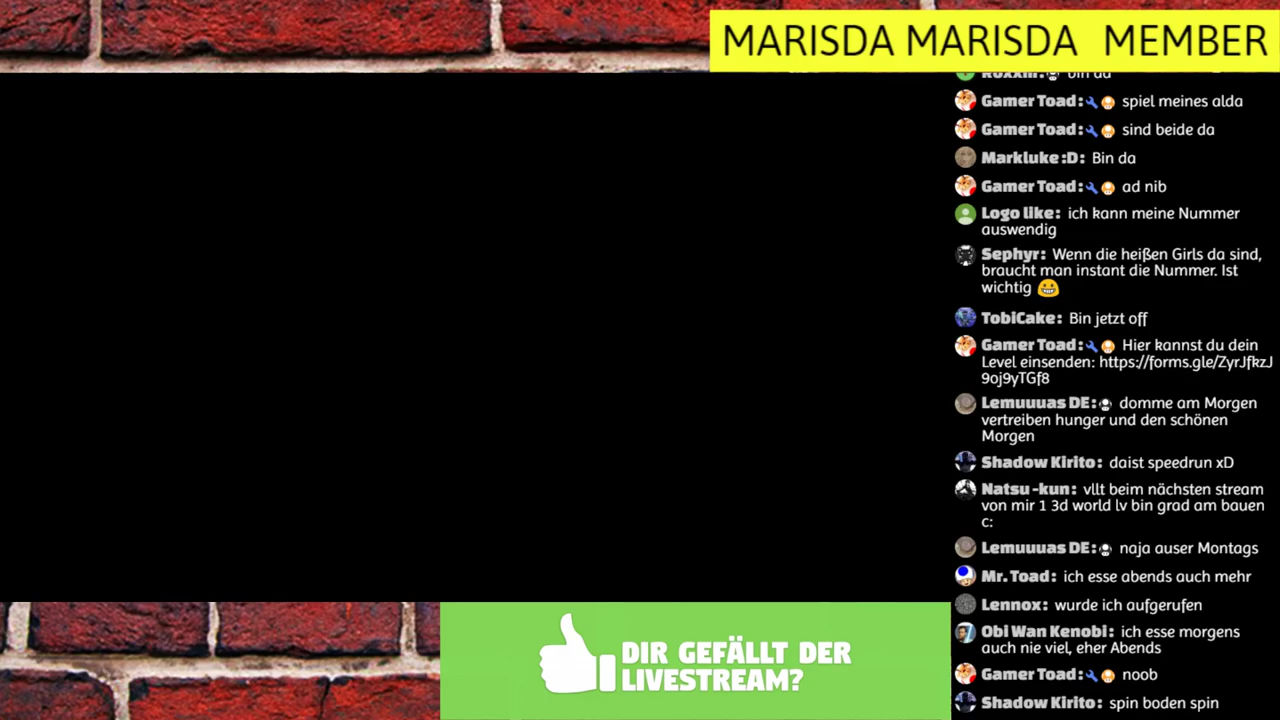 MARISDA MARISDA MEMBER
Roxxm: bin da
Gamer Toad: spiel meines alda
Gamer Toad: sind beide da
Markluke :D: Bin da
Gamer Toad: ad nib
Logo like: ich kann meine Nummer
auswendig
Sephyr: Wenn die heißen Girls da sind,
braucht man instant die Nummer. Ist
wichtig 😀
TobiCake: Bin jetzt off
Gamer Toad: Hier kannst du dein
Level einsenden: https://forms.gle/ZyrJfkzJ
9oj9yTGf8
Lemuuuas DE: domme am Morgen
vertreiben hunger und den schönen
Morgen
Shadow Kirito: daist speedrun xD
Natsu -kun: vllt beim nächsten stream
von mir 1 3d world lv bin grad am bauen
c:
Lemuuuas DE: naja auser Montags
Mr. Toad: ich esse abends auch mehr
Lennox: wurde ich aufgerufen
Obi Wan Kenobi: ich esse morgens
auch nie viel, eher Abends
Gamer Toad: noob
Shadow Kirito: spin boden spin
DIR GEFÄLLT DER
LIVESTREAM?